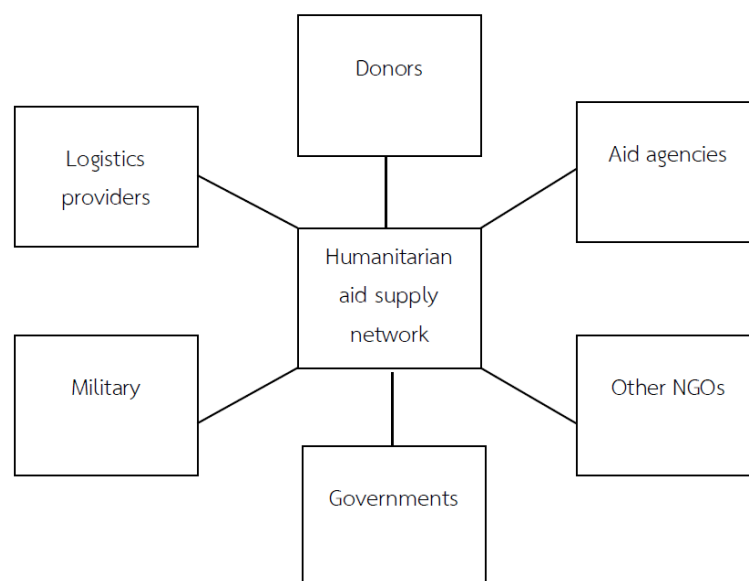 Donors
Logistics
providers
Aid agencies
Humanitarian
aid supply
network
Military
Other NGOs
Governments